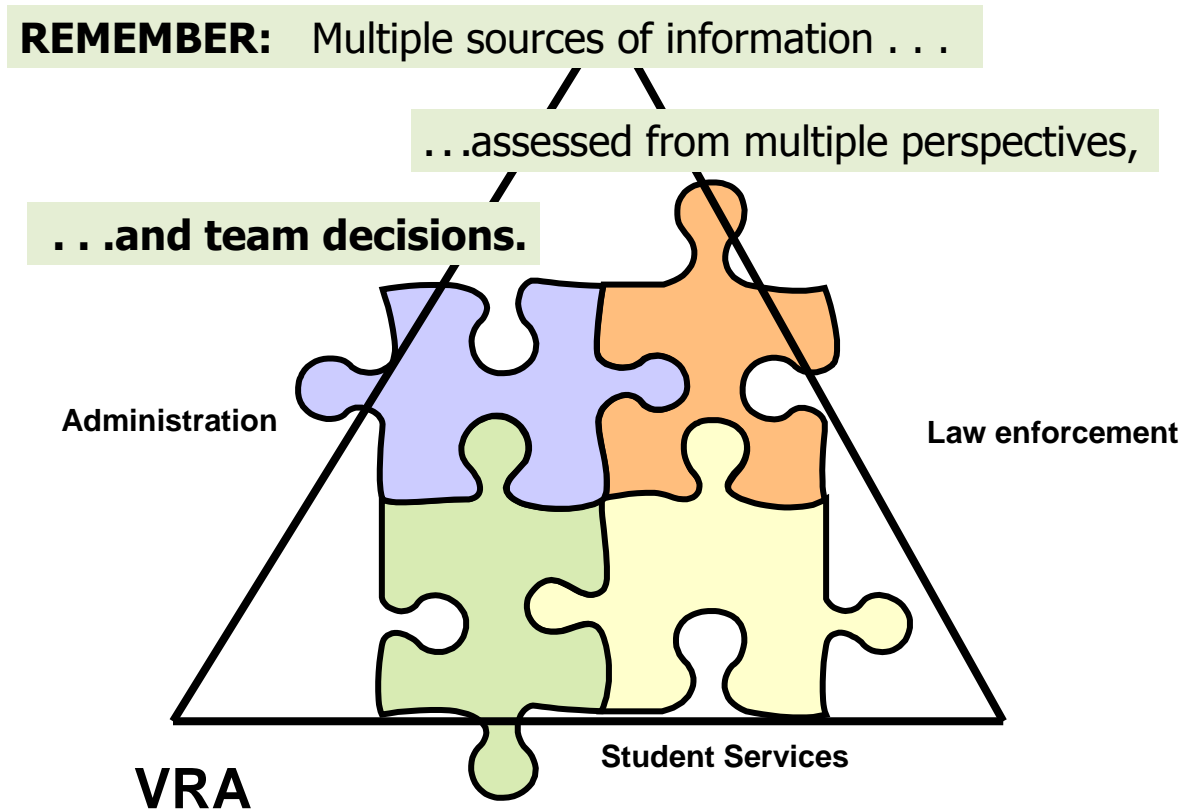 REMEMBER: Multiple sources of information . . .
. . .assessed from multiple perspectives,
. . .and team decisions.
Administration
Law enforcement
Student Services
VRA